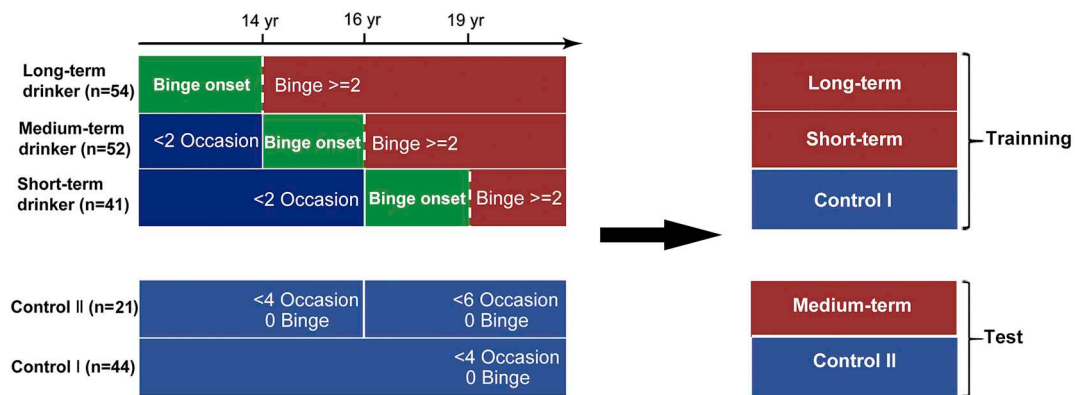 14 yr 16 yr 19 yr
Long-term
drinker (n=54)
Binge onset
Binge >=2
Medium-term
drinker (n=52)
<2 Occasion
Binge onset
Binge >=2
Short-term
drinker (n=41)
<2 Occasion
Binge onset
Binge >=2
Control II (n=21)
<4 Occasion
0 Binge
<6 Occasion
0 Binge
Control I (n=44)
<4 Occasion
0 Binge
Long-term
Short-term
Control I
Trainning
Medium-term
Control II
Test